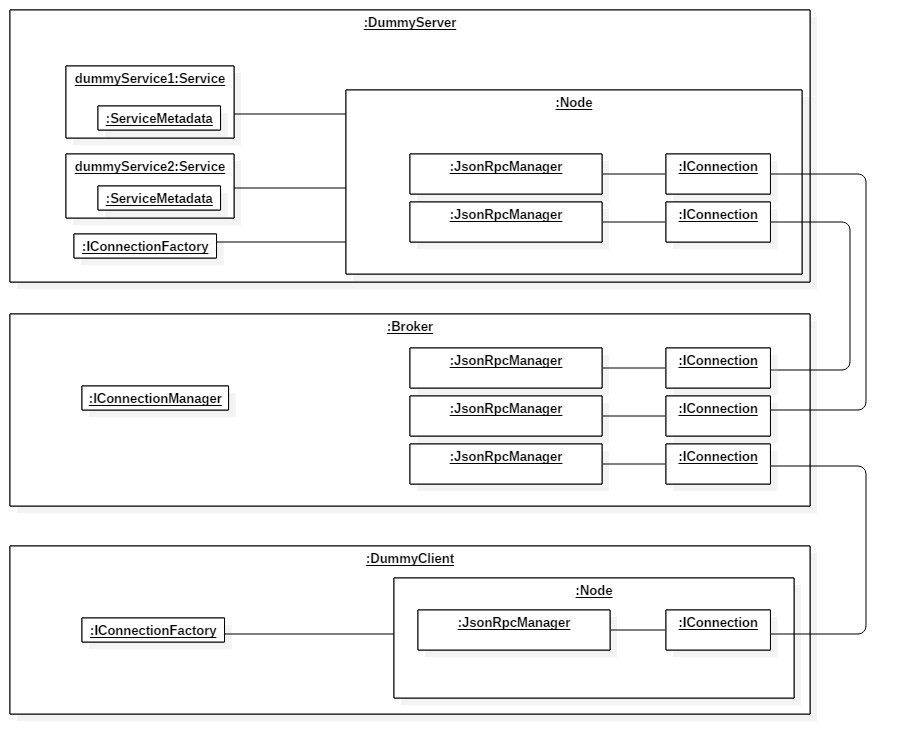 :DummyServer
dummyService1:Service
:ServiceMetadata
dummyService2:Service
:ServiceMetadata
:IConnectionFactory
:Node
:JsonRpcManager
:IConnection
:JsonRpcManager
:IConnection
:Broker
:IConnectionManager
:JsonRpcManager
:IConnection
:JsonRpcManager
:IConnection
:JsonRpcManager
:IConnection
:DummyClient
:IConnectionFactory
:Node
:JsonRpcManager
:IConnection